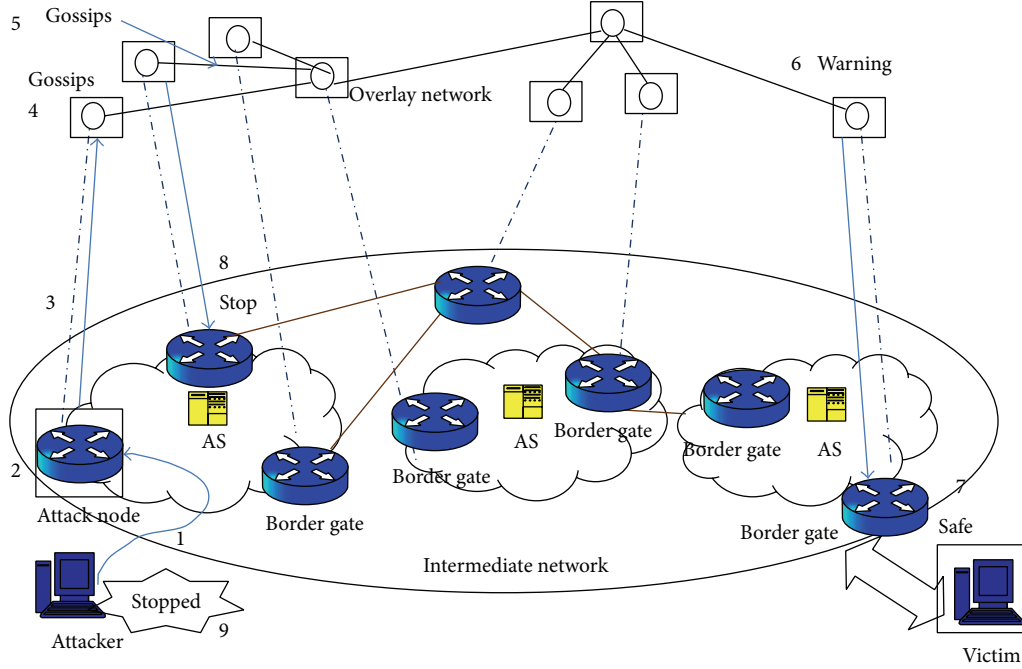 5 Gossips
Gossips
4
Overlay network
6 Warning
8
3
Stop
AS
AS
AS
Border gate
Border gate
Border gate
2
7
Attack node
Border gate
Border gate
Safe
1
Intermediate network
Stopped
9
Attacker
Victim